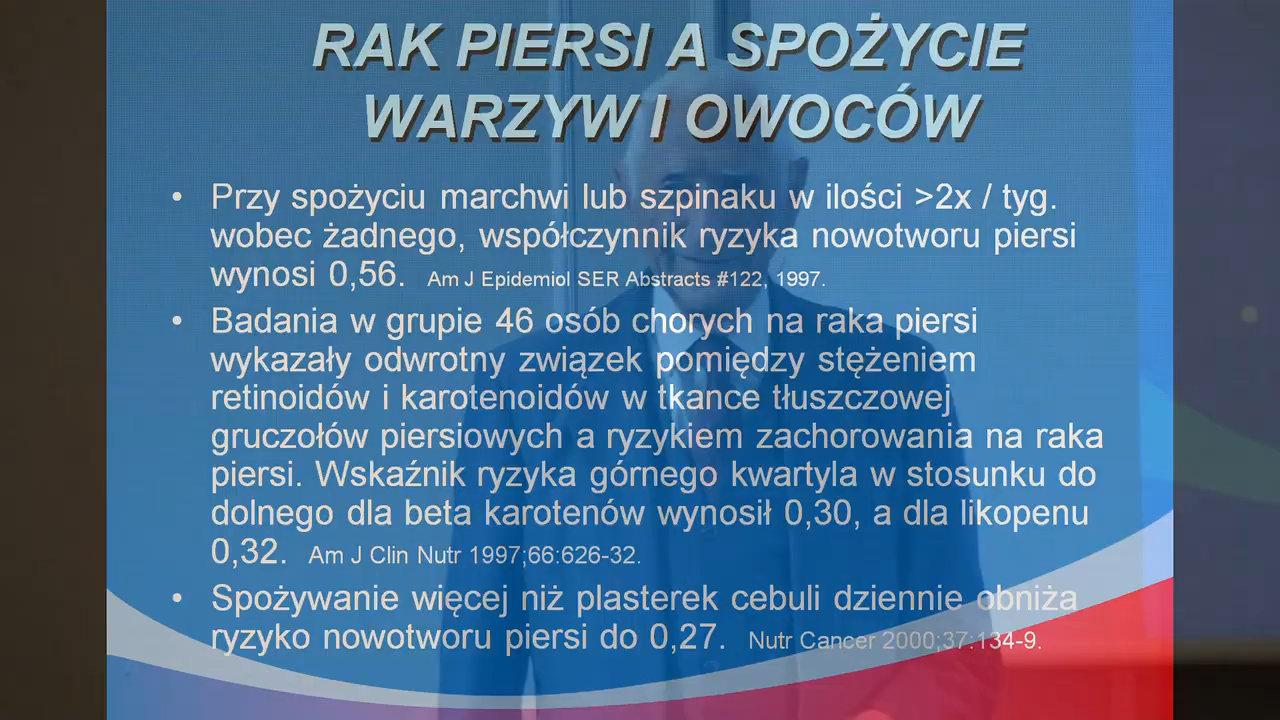 RAK PIERSI A SPOŻYCIE
WARZYW I OWOCÓW
• Przy spożyciu marchwi lub szpinaku w ilości >2x / tyg.
wobec żadnego, współczynnik ryzyka nowotworu piersi
wynosi 0,56. Am J Epidemiol SER Abstracts #122, 1997.
• Badania w grupie 46 osób chorych na raka piersi
wykazały odwrotny związek pomiędzy stężeniem
retinoidów i karotenoidów w tkance tłuszczowej
gruczołów piersiowych a ryzykiem zachorowania na raka
piersi. Wskaźnik ryzyka górnego kwartyla w stosunku do
dolnego dla beta karotenów wynosił 0,30, a dla likopenu
0,32. Am J Clin Nutr 1997;66:626-32.
• Spożywanie więcej niż plasterek cebuli dziennie obniża
ryzyko nowotworu piersi do 0,27. Nutr Cancer 2000;37:134-9.